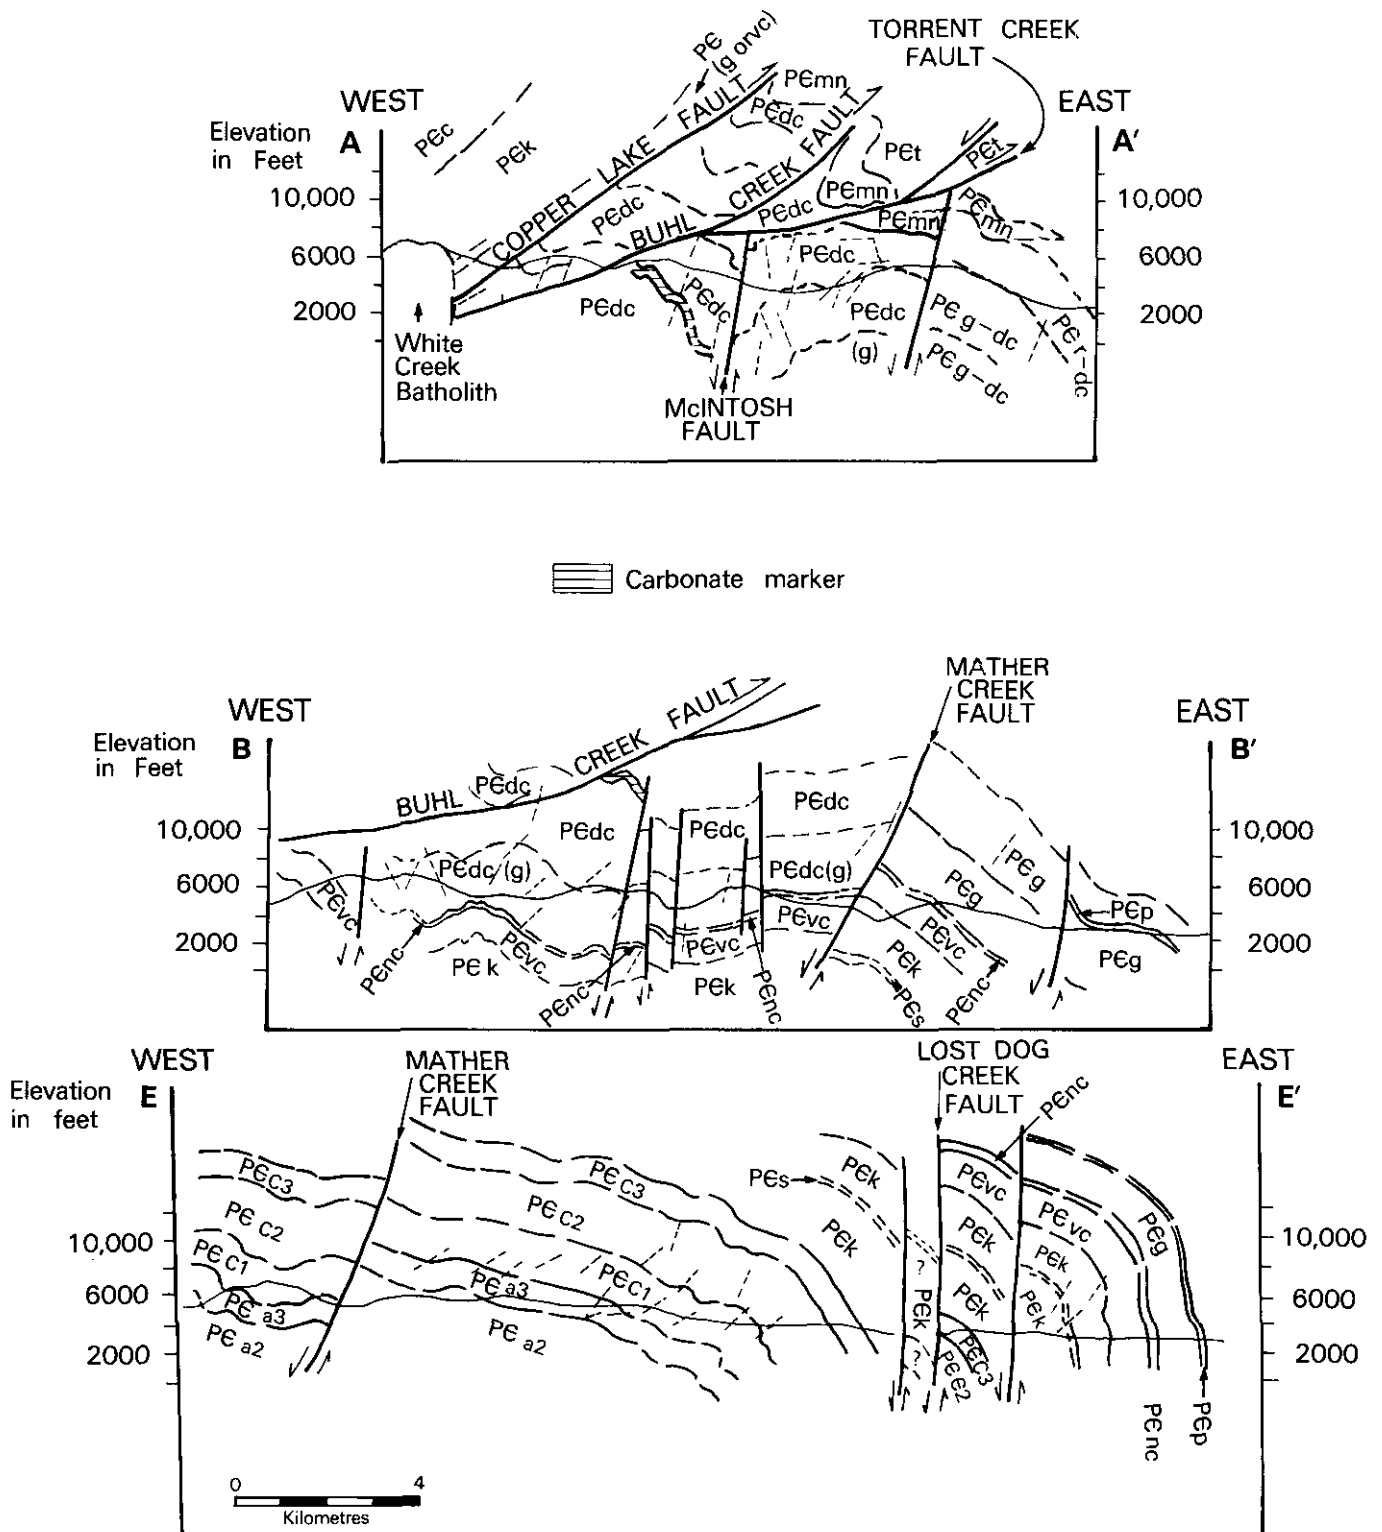 PЄ
(g orvc)
TORRENT CREEK
FAULT
WEST
EAST
Elevation
in Feet
A
A'
PЄc
PЄk
COPPER LAKE FAULT
PЄmn
PЄdc
PЄt
PЄt
BUHL CREEK FAULT
10,000
6000
2000
10,000
6000
2000
PЄdc
PЄdc
PЄmn
PЄmn
PЄmn
PЄdc
PЄdc
PЄdc
PЄdc
(g)
PЄg-dc
PЄg-dc
PЄr-dc
White
Creek
Batholith
McINTOSH
FAULT
Carbonate marker
MATHER
CREEK
FAULT
WEST
EAST
Elevation
in Feet
B
B'
BUHL CREEK FAULT
PЄdc
PЄdc
PЄdc
PЄdc
10,000
6000
2000
10,000
6000
2000
PЄdc(g)
PЄdc(g)
PЄg
PЄg
PЄp
PЄvc
PЄvc
PЄvc
PЄvc
PЄvc
PЄnc
PЄk
PЄnc
PЄk
PЄnc
PЄk
PЄs
PЄnc
PЄg
WEST
EAST
Elevation
in feet
E
E'
MATHER
CREEK
FAULT
LOST DOG
CREEK
FAULT
PЄnc
PЄC3
PЄC3
PЄs
PЄk
PЄvc
PЄvc
PЄg
PЄC2
PЄC2
PЄk
PЄk
PЄk
10,000
6000
2000
10,000
6000
2000
PЄC1
PЄC1
PЄa3
PЄa3
PЄa2
PЄa2
?
PЄk
PЄk
PЄk
?
PЄC3
PЄЄ2
PЄnc
PЄp
0 4
Kilometres